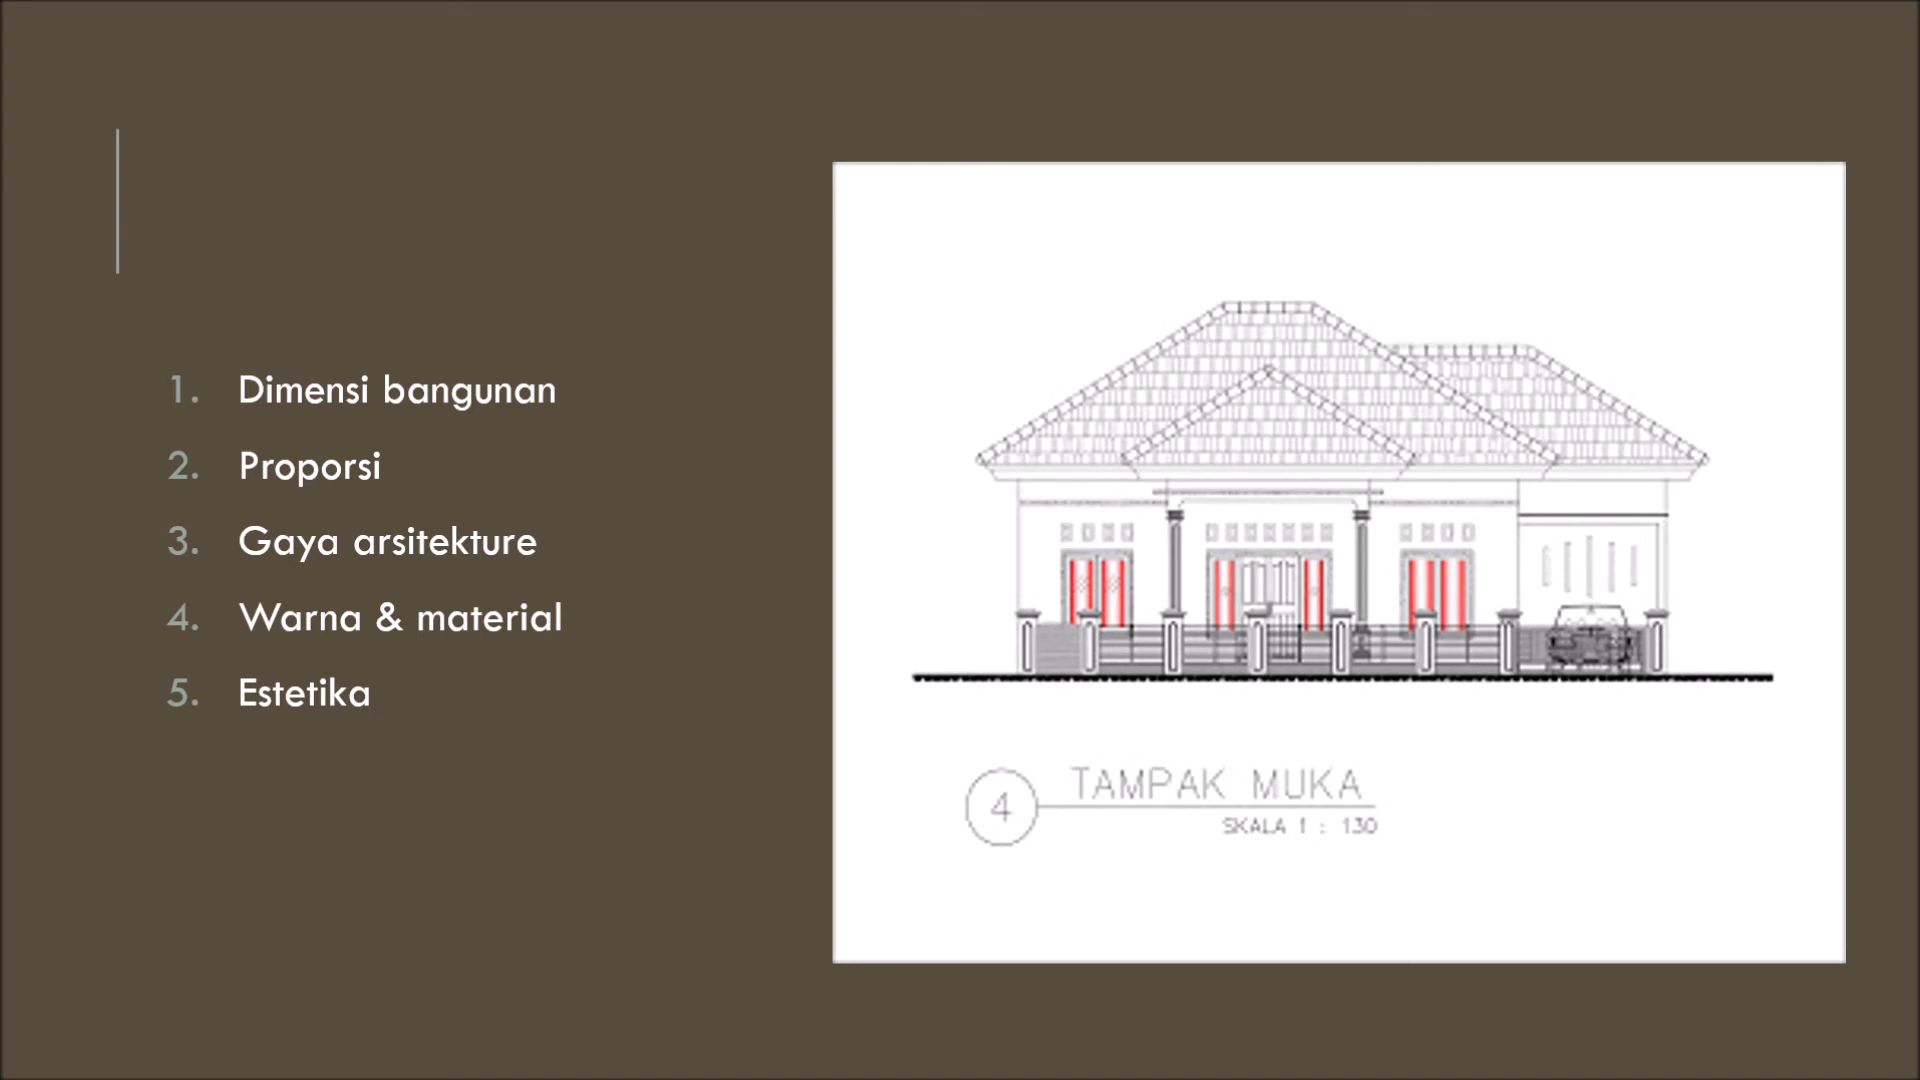 1. Dimensi bangunan
2. Proporsi
3. Gaya arsitekture
4. Warna & material
5. Estetika
4
TAMPAK MUKA
SKALA 1 : 130